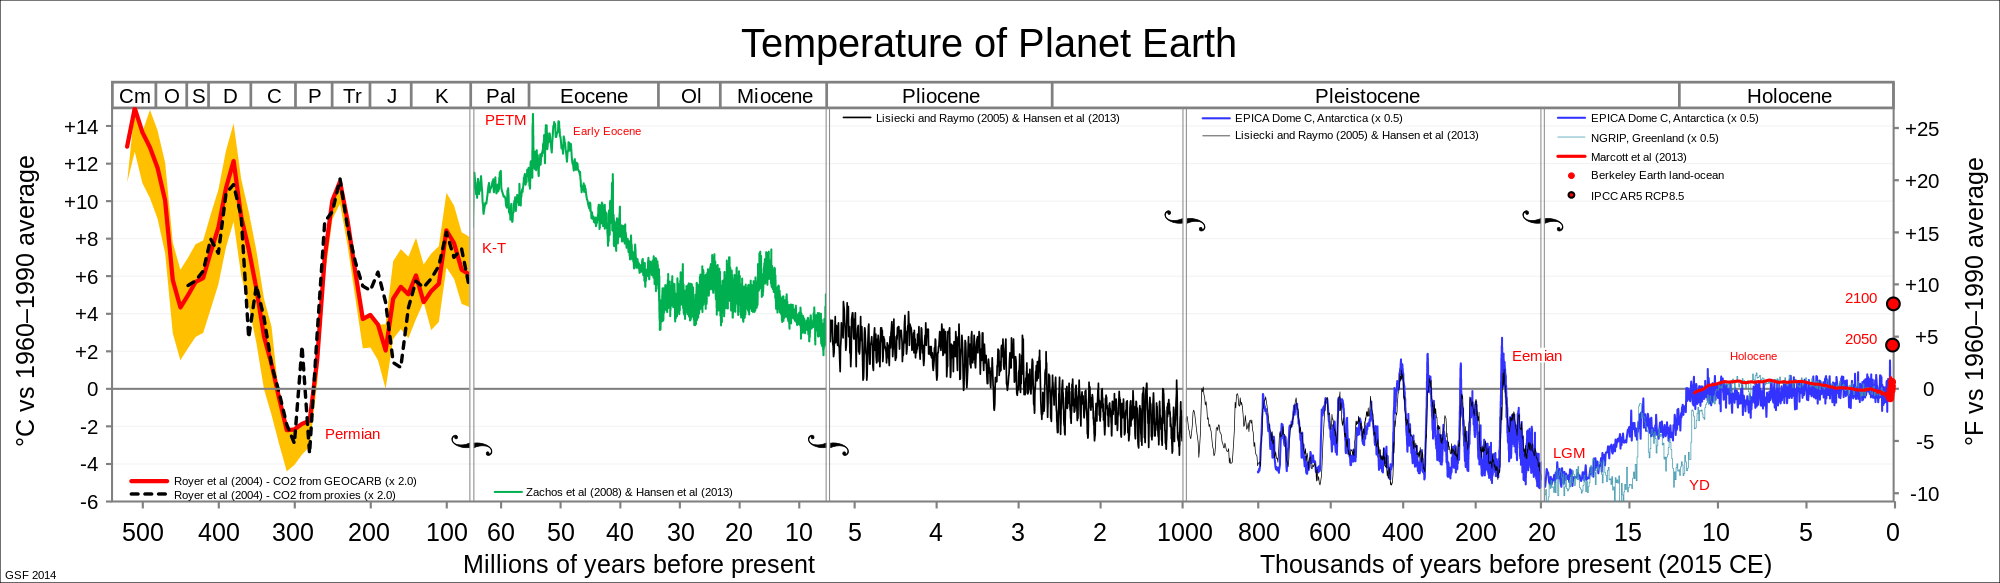 Temperature of Planet Earth
Cm O S D C P Tr J K Pal Eocene Ol Miocene Pliocene Pleistocene Holocene
°C vs 1960–1990 average
+14
+12
+10
+8
+6
+4
+2
0
-2
-4
-6
Permian
Royer et al (2004) - CO2 from GEOCARB (x 2.0)
Royer et al (2004) - CO2 from proxies (x 2.0)
PETM
Early Eocene
K-T
Zachos et al (2008) & Hansen et al (2013)
Lisiecki and Raymo (2005) & Hansen et al (2013)
EPICA Dome C, Antarctica (x 0.5)
Lisiecki and Raymo (2005) & Hansen et al (2013)
Eemian
EPICA Dome C, Antarctica (x 0.5)
NGRIP, Greenland (x 0.5)
Marcott et al (2013)
Berkeley Earth land-ocean
IPCC AR5 RCP8.5
2100
2050
Holocene
LGM
YD
+25
+20
+15
+10
+5
0
-5
-10
°F vs 1960–1990 average
500 400 300 200 100 60 50 40 30 20 10 5 4 3 2 1000 800 600 400 200 20 15 10 5 0
Millions of years before present
Thousands of years before present (2015 CE)
GSF 2014